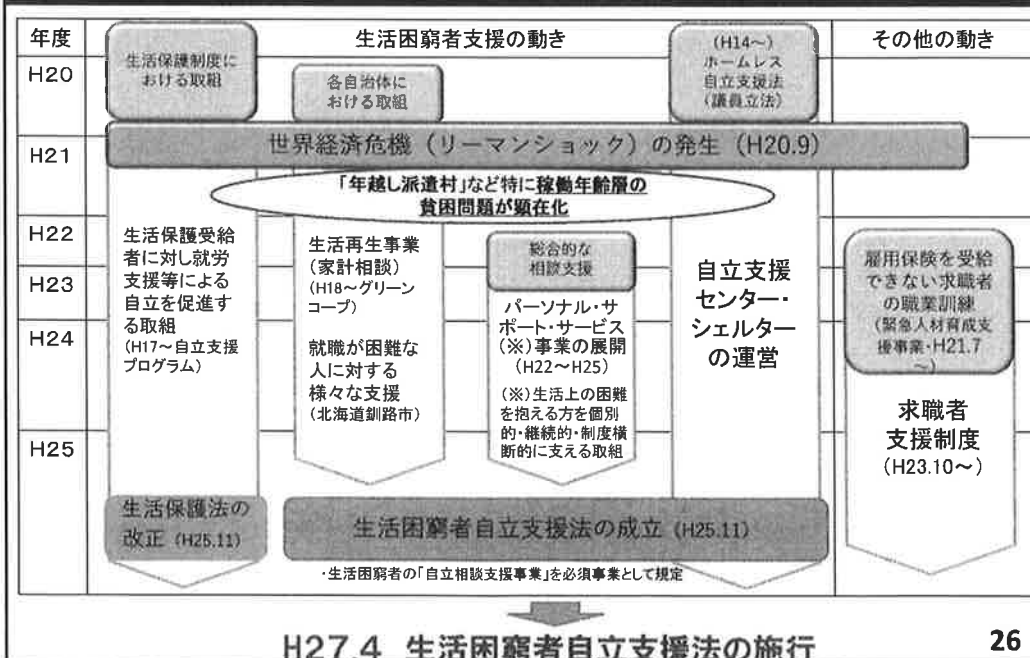 年度
生活困窮者支援の動き
その他の動き
H20
H21
H22
H23
H24
H25
生活保護制度に
おける取組
各自治体に
おける取組
(H14～)
ホームレス
自立支援法
(議員立法)
世界経済危機（リーマンショック）の発生（H20.9）
「年越し派遣村」など特に稼働年齢層の
貧困問題が顕在化
生活保護受給
者に対し就労
支援等による
自立を促進す
る取組
(H17～自立支援
プログラム)
生活再生事業
(家計相談)
(H18～グリーン
コープ)
就職が困難な
人に対する
様々な支援
(北海道釧路市)
総合的な
相談支援
パーソナル・サ
ポート・サービス
(※)事業の展開
(H22～H25)
(※)生活上の困難
を抱える方を個別
的・継続的・制度横
断的に支える取組
自立支援
センター・
シェルター
の運営
雇用保険を受給
できない求職者
の職業訓練
(緊急人材育成支
援事業・H21.7
～)
求職者
支援制度
(H23.10～)
生活保護法の
改正 (H25.11)
生活困窮者自立支援法の成立 (H25.11)
・生活困窮者の「自立相談支援事業」を必須事業として規定
H27.4 生活困窮者自立支援法の施行
26